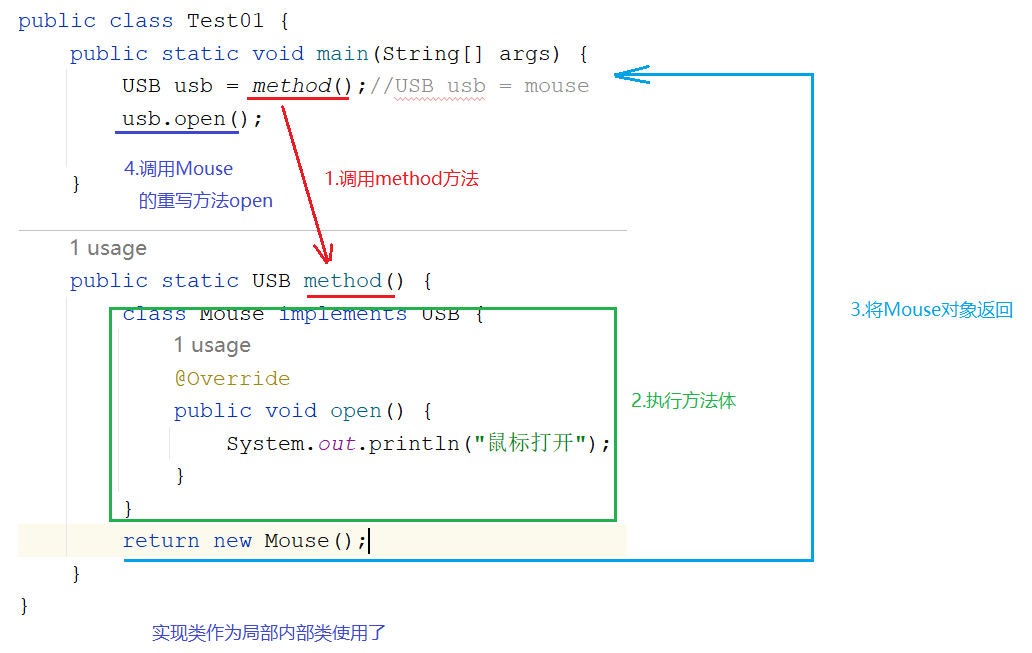 public class Test01 {
public static void main(String[] args) {
USB usb = method();//USB usb = mouse
usb.open();
4.调用Mouse
的重写方法open
}
1.调用method方法
1 usage
public static USB method() {
class Mouse implements USB {
3.将Mouse对象返回
1 usage
@Override
2.执行方法体
public void open() {
System.out.println("鼠标打开");
}
}
return new Mouse();
}
}
实现类作为局部内部类使用了